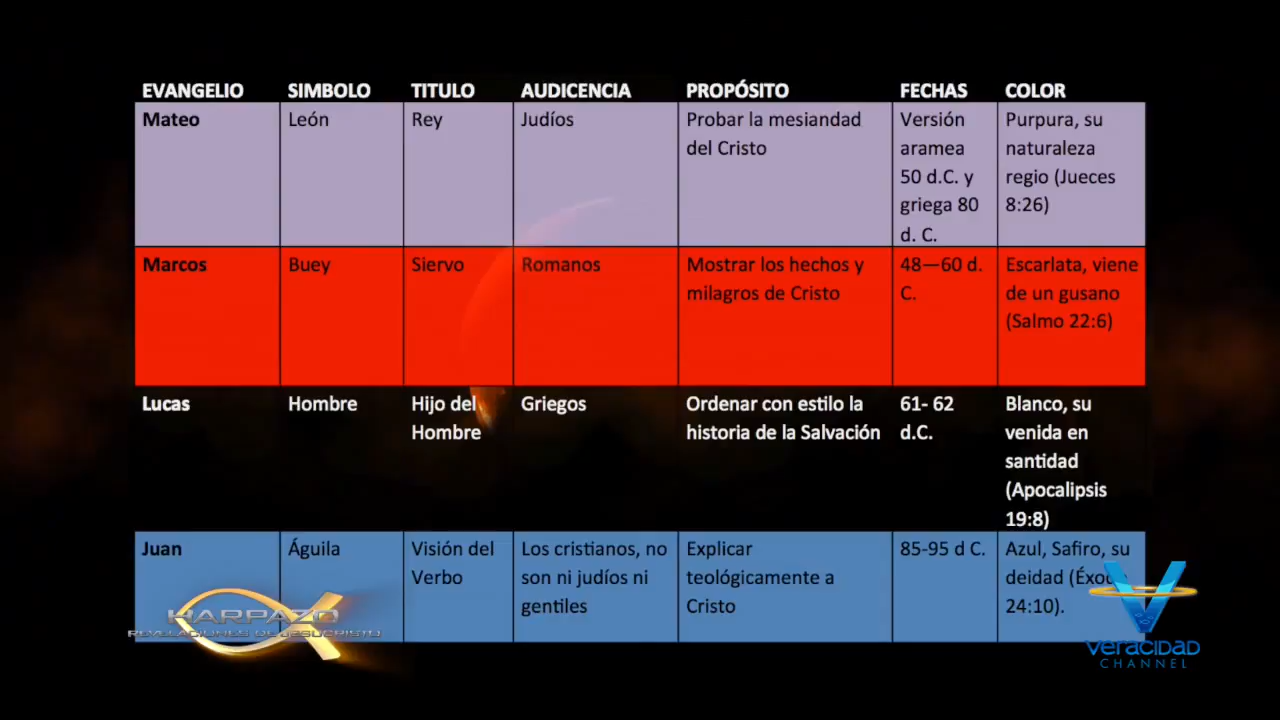 EVANGELIO SIMBOLO TITULO AUDICENCIA PROPÓSITO FECHAS COLOR
Mateo León Rey Judíos Probar la mesiandad Versión Purpura, su
del Cristo aramea naturaleza
50 d.C. y regio (Jueces
griega 80 8:26)
d. C.
Marcos Buey Siervo Romanos Mostrar los hechos y 48—60 d. Escarlata, viene
milagros de Cristo C. de un gusano
(Salmo 22:6)
Lucas Hombre Hijo del Griegos Ordenar con estilo la 61- 62 Blanco, su
Hombre historia de la Salvación d.C. venida en
santidad
(Apocalipsis
19:8)
Juan Águila Visión del Los cristianos, no Explicar 85-95 d C. Azul, Safiro, su
Verbo son ni judíos ni teológicamente a deidad (Éxodo
gentiles Cristo 24:10).
HARPAZO
REVELACIONES DE JESUCRISTO
Veracidad
CHANNEL